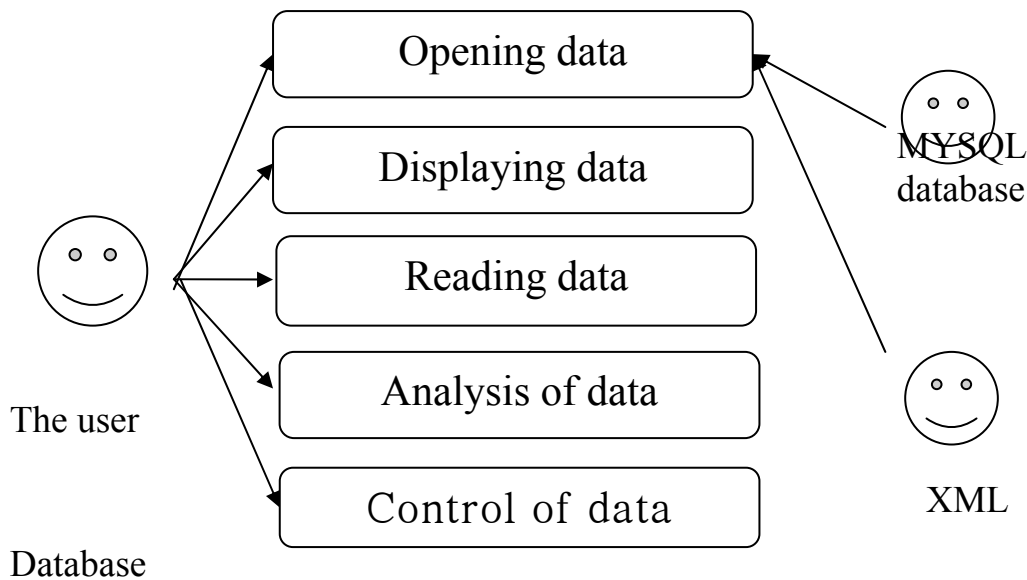 Opening data
Displaying data
Reading data
Analysis of data
Control of data
The user
Database
MYSQL
database
XML